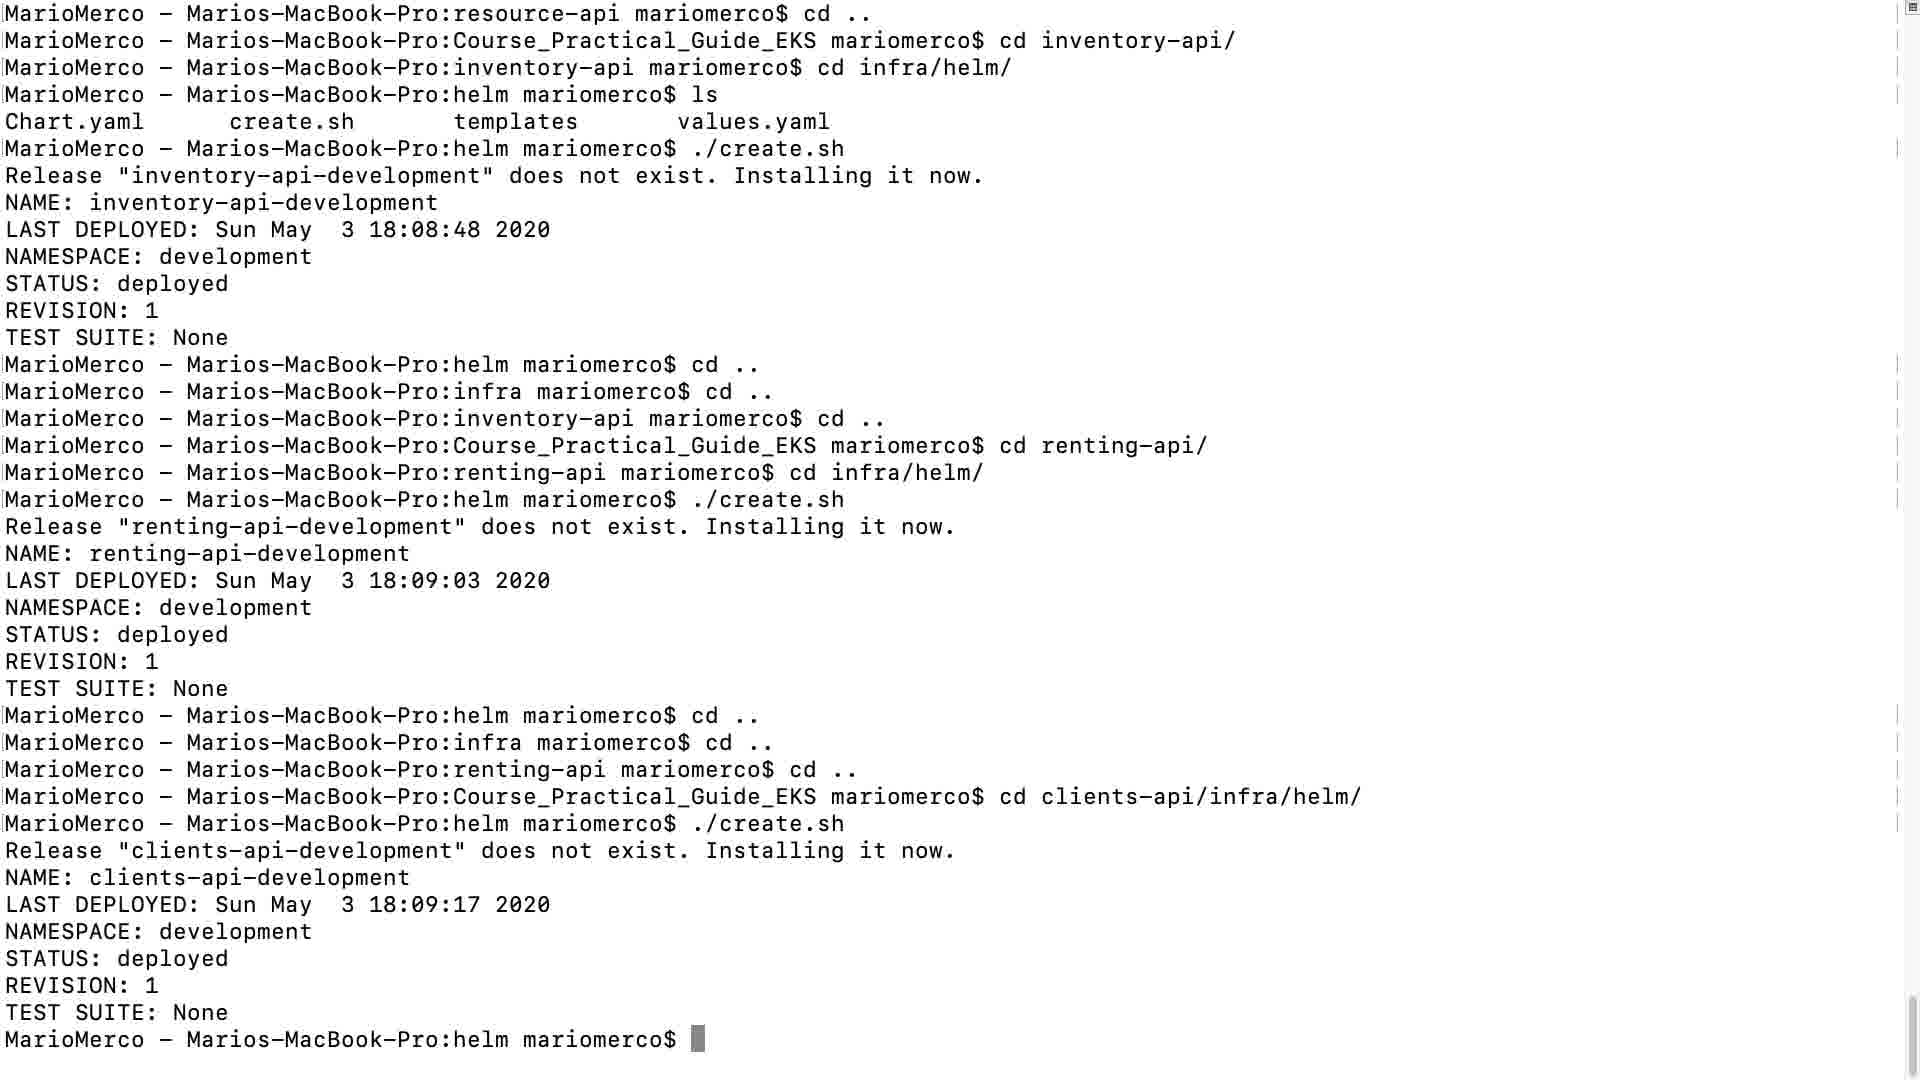 MarioMerco – Marios-MacBook-Pro:resource-api mariomerco$ cd ..
MarioMerco – Marios-MacBook-Pro:Course_Practical_Guide_EKS mariomerco$ cd inventory-api/
MarioMerco – Marios-MacBook-Pro:inventory-api mariomerco$ cd infra/helm/
MarioMerco – Marios-MacBook-Pro:helm mariomerco$ ls
Chart.yaml      create.sh       templates       values.yaml
MarioMerco – Marios-MacBook-Pro:helm mariomerco$ ./create.sh
Release "inventory-api-development" does not exist. Installing it now.
NAME: inventory-api-development
LAST DEPLOYED: Sun May  3 18:08:48 2020
NAMESPACE: development
STATUS: deployed
REVISION: 1
TEST SUITE: None
MarioMerco – Marios-MacBook-Pro:helm mariomerco$ cd ..
MarioMerco – Marios-MacBook-Pro:infra mariomerco$ cd ..
MarioMerco – Marios-MacBook-Pro:inventory-api mariomerco$ cd ..
MarioMerco – Marios-MacBook-Pro:Course_Practical_Guide_EKS mariomerco$ cd renting-api/
MarioMerco – Marios-MacBook-Pro:renting-api mariomerco$ cd infra/helm/
MarioMerco – Marios-MacBook-Pro:helm mariomerco$ ./create.sh
Release "renting-api-development" does not exist. Installing it now.
NAME: renting-api-development
LAST DEPLOYED: Sun May  3 18:09:03 2020
NAMESPACE: development
STATUS: deployed
REVISION: 1
TEST SUITE: None
MarioMerco – Marios-MacBook-Pro:helm mariomerco$ cd ..
MarioMerco – Marios-MacBook-Pro:infra mariomerco$ cd ..
MarioMerco – Marios-MacBook-Pro:renting-api mariomerco$ cd ..
MarioMerco – Marios-MacBook-Pro:Course_Practical_Guide_EKS mariomerco$ cd clients-api/infra/helm/
MarioMerco – Marios-MacBook-Pro:helm mariomerco$ ./create.sh
Release "clients-api-development" does not exist. Installing it now.
NAME: clients-api-development
LAST DEPLOYED: Sun May  3 18:09:17 2020
NAMESPACE: development
STATUS: deployed
REVISION: 1
TEST SUITE: None
MarioMerco – Marios-MacBook-Pro:helm mariomerco$